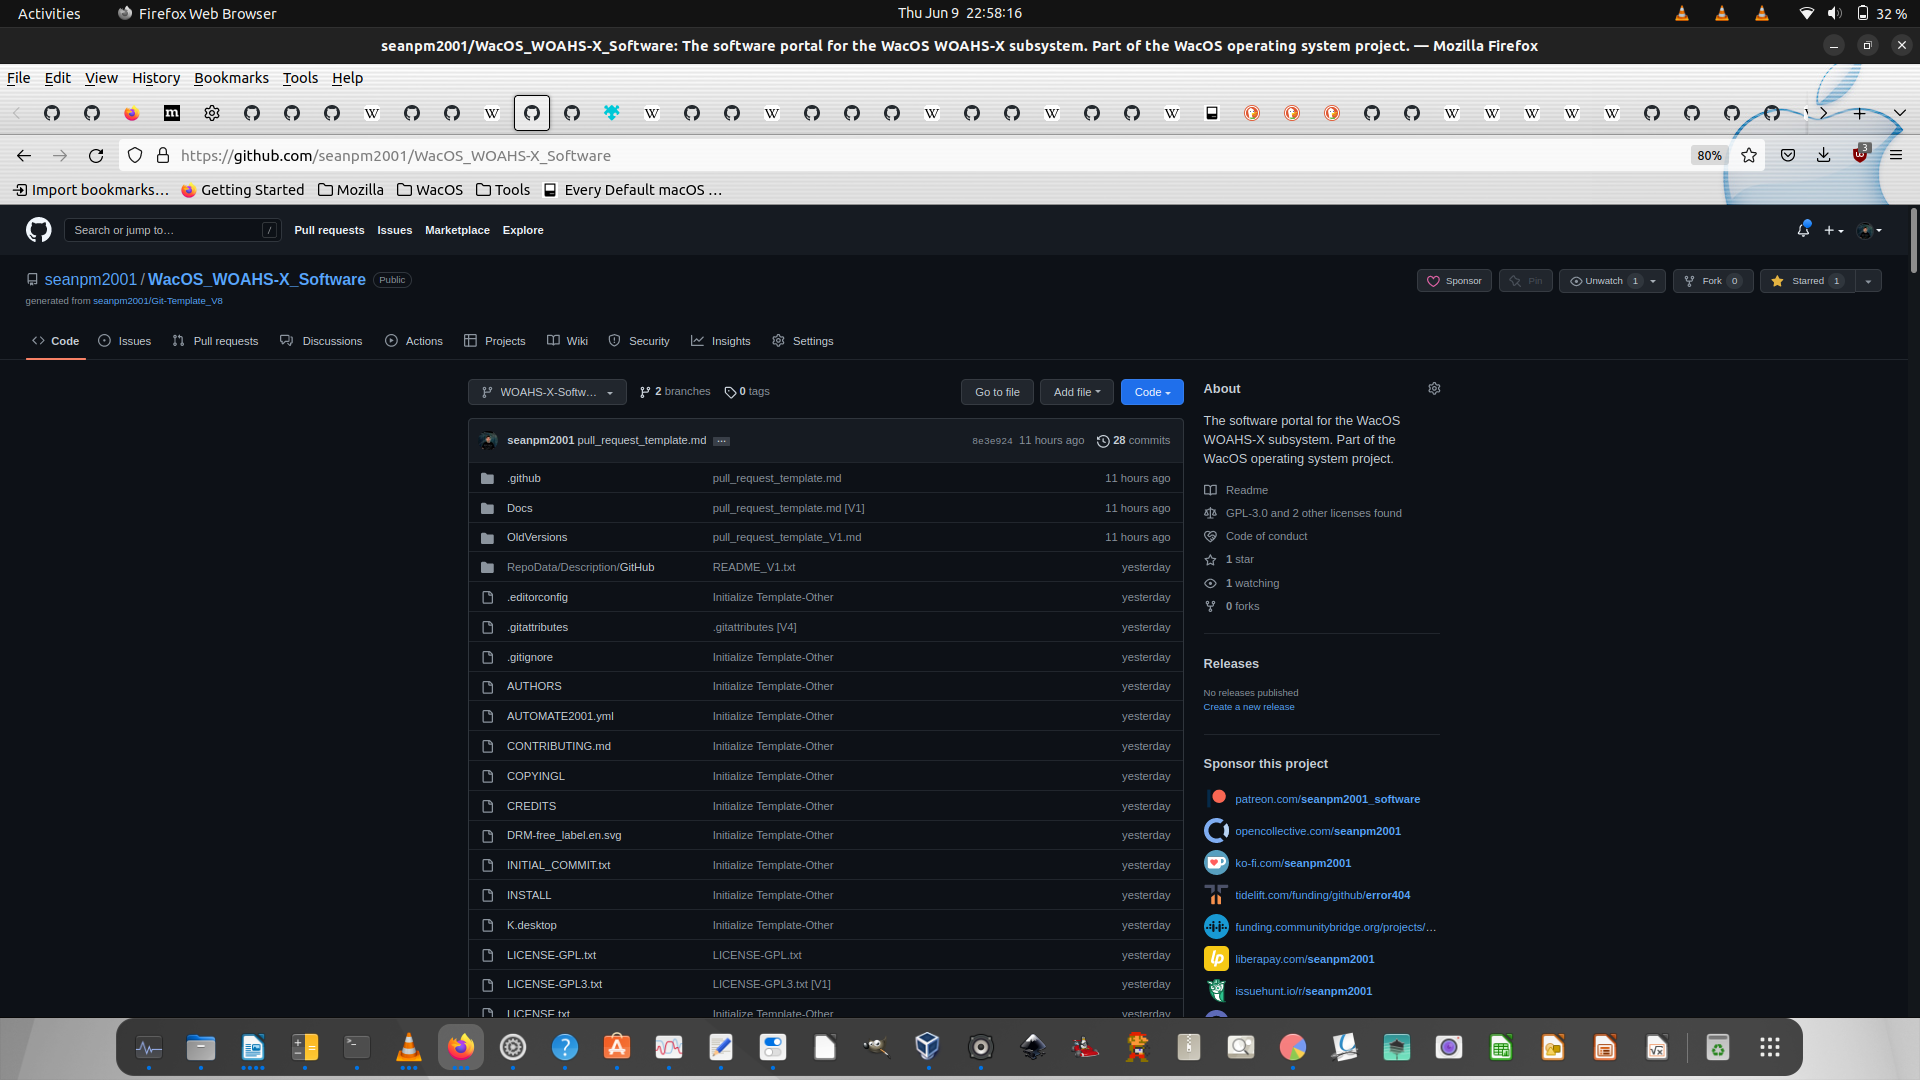 Activities Firefox Web Browser Thu Jun 9 22:58:16 32 %
seanpm2001/WacOS_WOAHS-X_Software: The software portal for the WacOS WOAHS-X subsystem. Part of the WacOS operating system project. — Mozilla Firefox
File Edit View History Bookmarks Tools Help
https://github.com/seanpm2001/WacOS_WOAHS-X_Software 80% 3
Import bookmarks… Getting Started Mozilla WacOS Tools Every Default macOS …
Search or jump to… / Pull requests Issues Marketplace Explore
seanpm2001 / WacOS_WOAHS-X_Software Public Sponsor Pin Unwatch 1 Fork 0 Starred 1
generated from seanpm2001/Git-Template_V8
Code Issues Pull requests Discussions Actions Projects Wiki Security Insights Settings
WOAHS-X-Softw… 2 branches 0 tags Go to file Add file Code
seanpm2001 pull_request_template.md … 8e3e924 11 hours ago 28 commits
.github pull_request_template.md 11 hours ago
Docs pull_request_template.md [V1] 11 hours ago
OldVersions pull_request_template_V1.md 11 hours ago
RepoData/Description/GitHub README_V1.txt yesterday
.editorconfig Initialize Template-Other yesterday
.gitattributes .gitattributes [V4] yesterday
.gitignore Initialize Template-Other yesterday
AUTHORS Initialize Template-Other yesterday
AUTOMATE2001.yml Initialize Template-Other yesterday
CONTRIBUTING.md Initialize Template-Other yesterday
COPYINGL Initialize Template-Other yesterday
CREDITS Initialize Template-Other yesterday
DRM-free_label.en.svg Initialize Template-Other yesterday
INITIAL_COMMIT.txt Initialize Template-Other yesterday
INSTALL Initialize Template-Other yesterday
K.desktop Initialize Template-Other yesterday
LICENSE-GPL.txt LICENSE-GPL.txt yesterday
LICENSE-GPL3.txt LICENSE-GPL3.txt [V1] yesterday
LICENSE.txt Initialize Template-Other yesterday
About
The software portal for the WacOS
WOAHS-X subsystem. Part of the
WacOS operating system project.
Readme
GPL-3.0 and 2 other licenses found
Code of conduct
1 star
1 watching
0 forks
Releases
No releases published
Create a new release
Sponsor this project
patreon.com/seanpm2001_software
opencollective.com/seanpm2001
ko-fi.com/seanpm2001
tidelift.com/funding/github/error404
funding.communitybridge.org/projects/…
liberapay.com/seanpm2001
issuehunt.io/r/seanpm2001